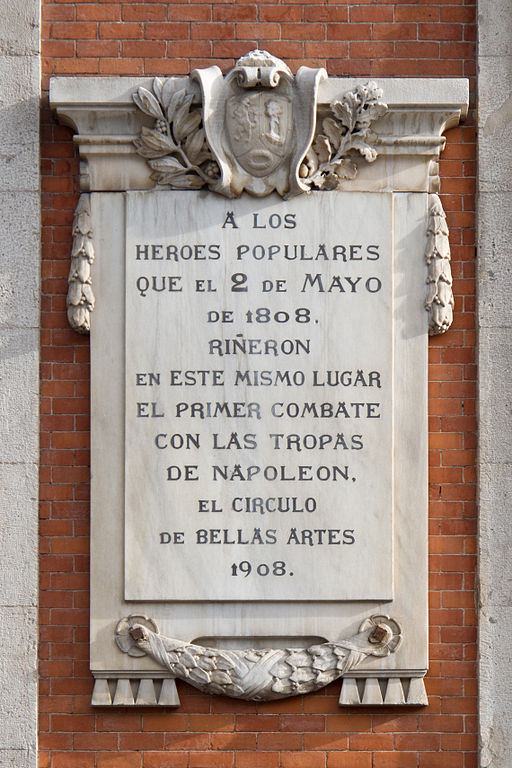 A LOS
HEROES POPULARES
QUE EL 2 DE MAYO
DE 1808.
RIÑERON
EN ESTE MISMO LUGAR
EL PRIMER COMBATE
CON LAS TROPAS
DE NAPOLEON,
EL CIRCULO
DE BELLAS ARTES
1908.